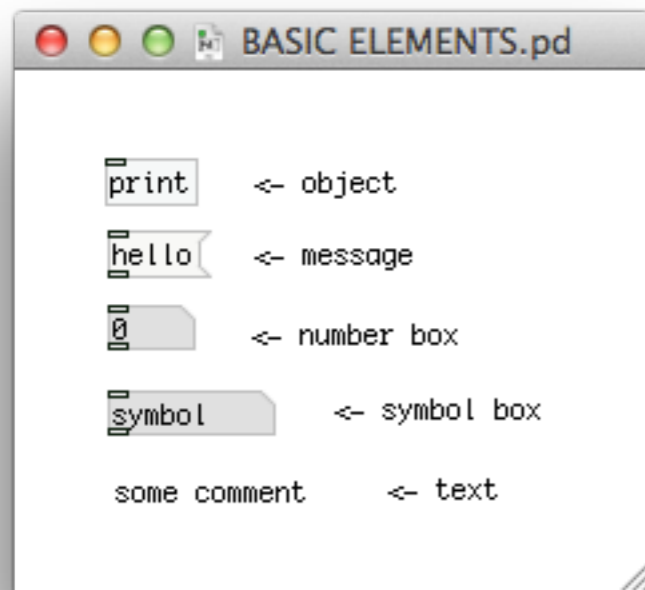 BASIC ELEMENTS.pd
print <- object
hello <- message
0 <- number box
symbol <- symbol box
some comment <- text